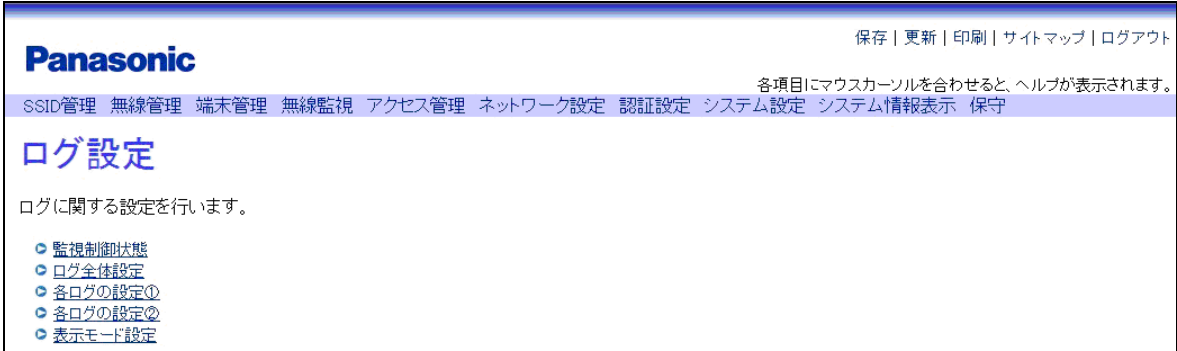 保存 | 更新 | 印刷 | サイトマップ | ログアウト
Panasonic
各項目にマウスカーソルを合わせると、ヘルプが表示されます。
SSID管理 無線管理 端末管理 無線監視 アクセス管理 ネットワーク設定 認証設定 システム設定 システム情報表示 保守
ログ設定
ログに関する設定を行います。
監視制御状態
ログ全体設定
各ログの設定①
各ログの設定②
表示モード設定